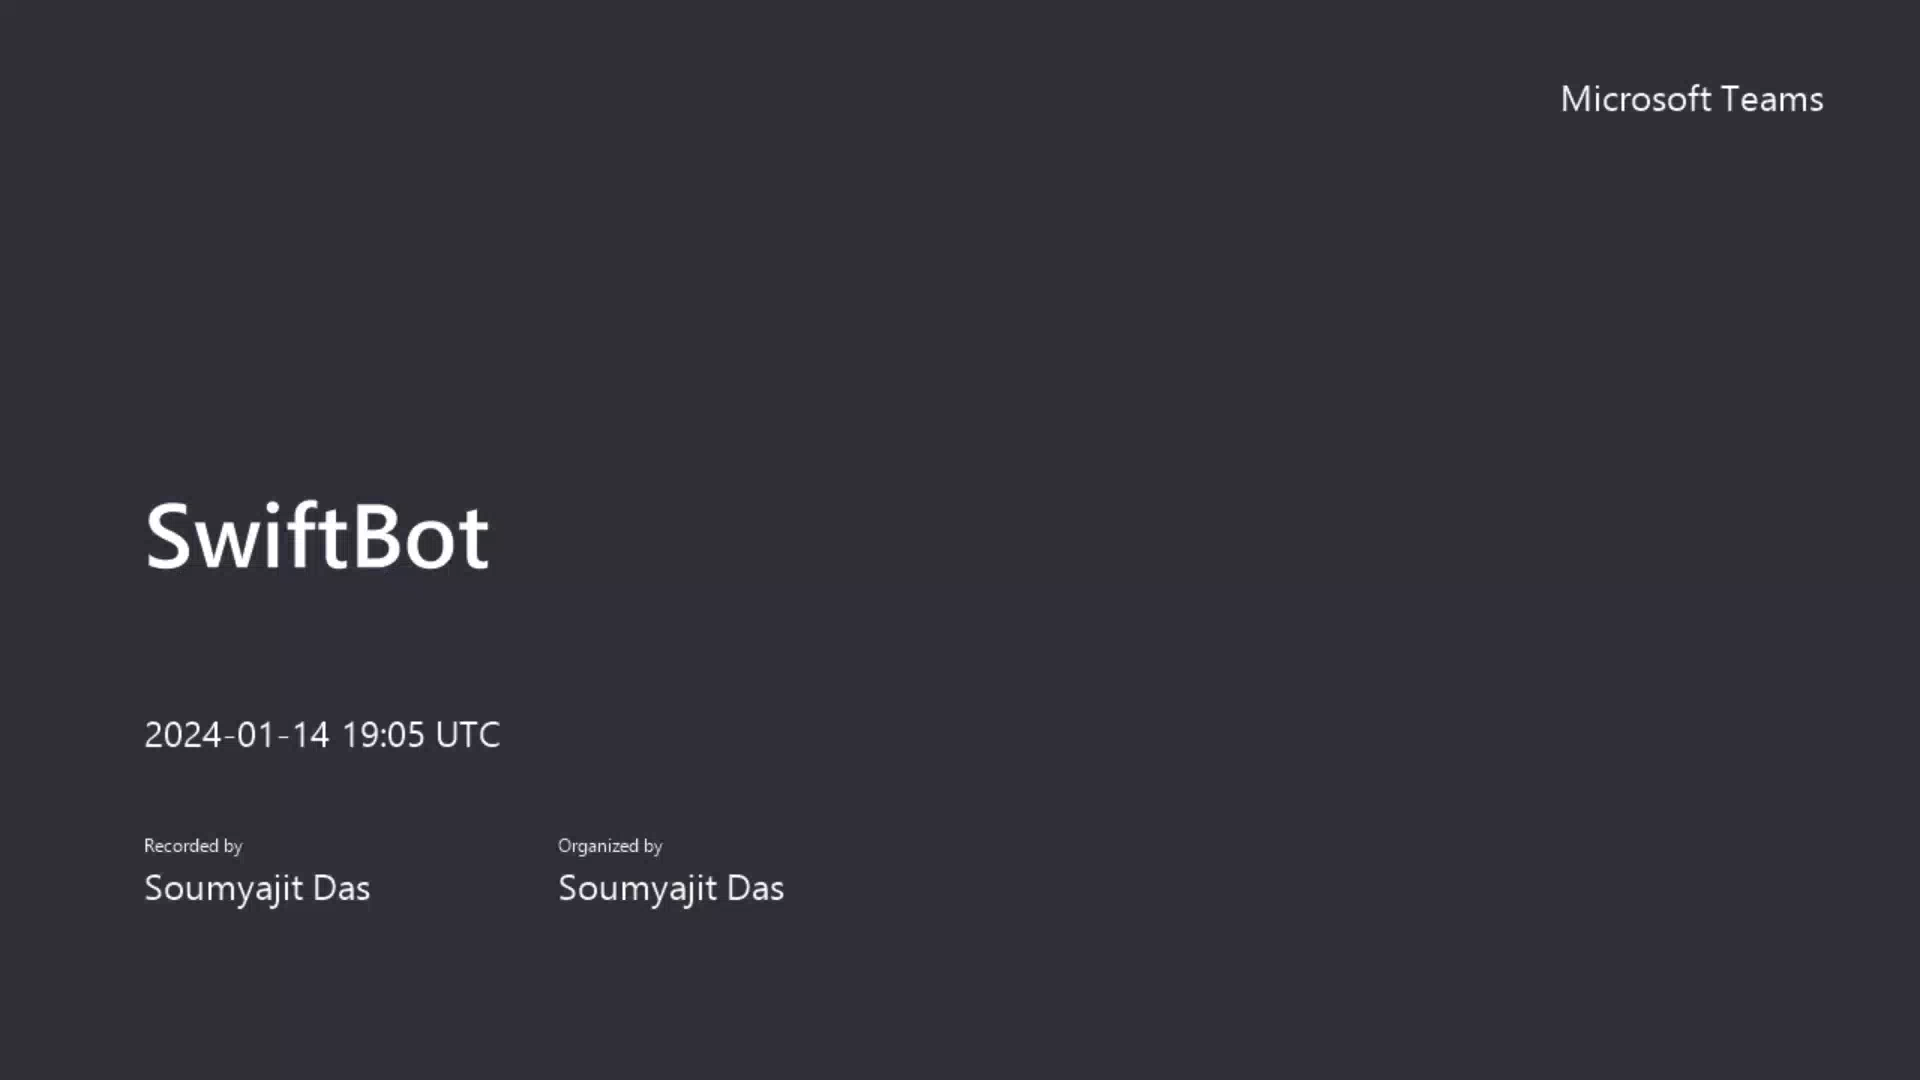 Microsoft Teams
SwiftBot
2024-01-14 19:05 UTC
Recorded by
Soumyajit Das
Organized by
Soumyajit Das